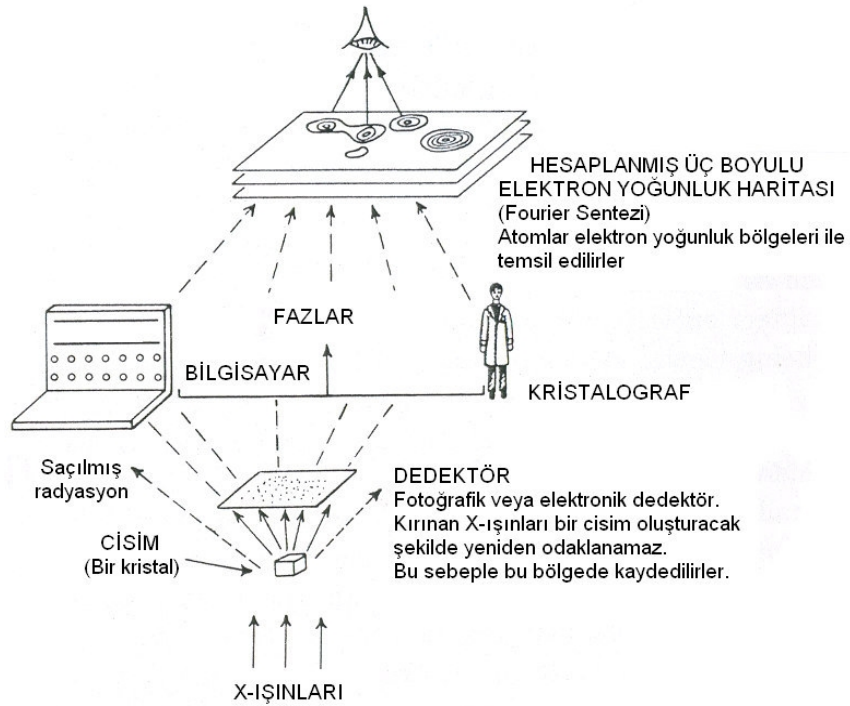 HESAPLANMIŞ ÜÇ BOYULU
ELEKTRON YOĞUNLUK HARİTASI
(Fourier Sentezi)
Atomlar elektron yoğunluk bölgeleri ile
temsil edilirler
FAZLAR
BİLGİSAYAR
KRİSTALOGRAF
Saçılmış
radyasyon
DEDEKTÖR
Fotoğrafik veya elektronik dedektör.
Kırınan X-ışınları bir cisim oluşturacak
şekilde yeniden odaklanamaz.
Bu sebeple bu bölgede kaydedilirler.
CİSİM
(Bir kristal)
X-IŞINLARI